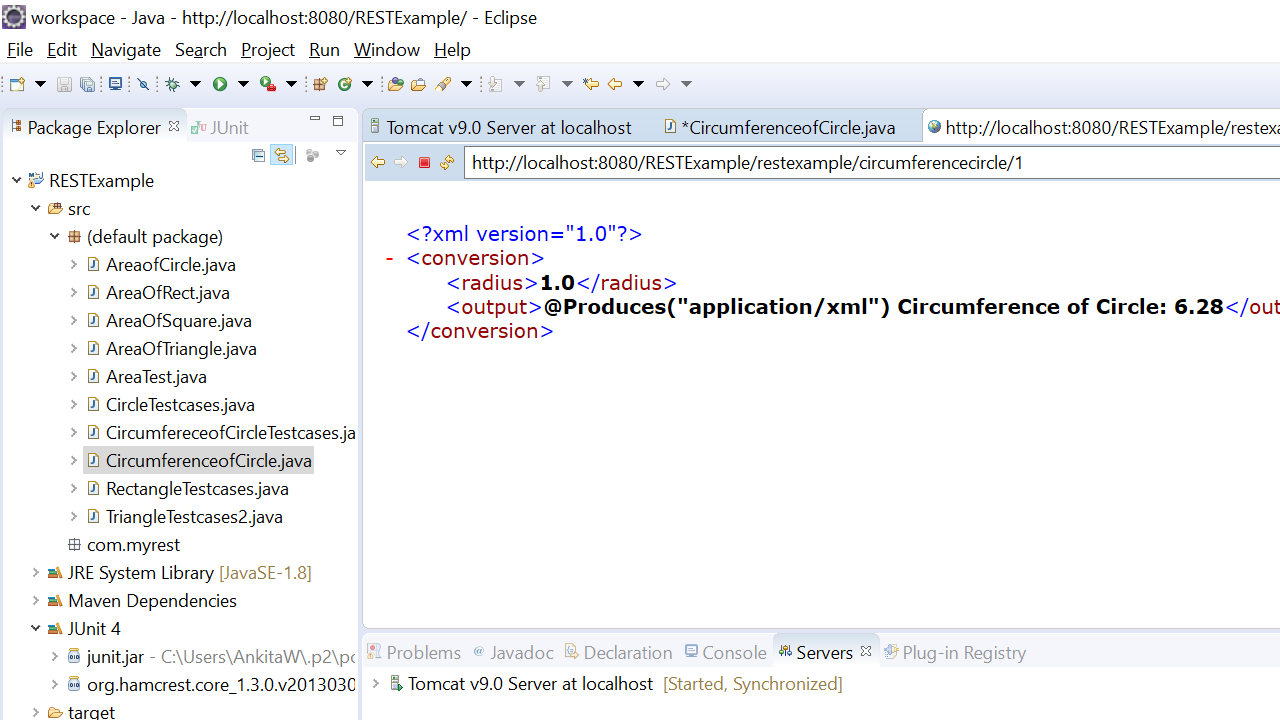 workspace - Java - http://localhost:8080/RESTExample/ - Eclipse
File Edit Navigate Search Project Run Window Help
Package Explorer JUnit
Tomcat v9.0 Server at localhost *CircumferenceofCircle.java http://localhost:8080/RESTExample/restexa
http://localhost:8080/RESTExample/restexample/circumferencecircle/1
RESTExample
src
(default package)
AreaofCircle.java
AreaOfRect.java
AreaOfSquare.java
AreaOfTriangle.java
AreaTest.java
CircleTestcases.java
CircumfereceofCircleTestcases.ja
CircumferenceofCircle.java
RectangleTestcases.java
TriangleTestcases2.java
com.myrest
JRE System Library [JavaSE-1.8]
Maven Dependencies
JUnit 4
junit.jar - C:\Users\AnkitaW\.p2\po
org.hamcrest.core_1.3.0.v2013030
target
<?xml version="1.0"?>
- <conversion>
<radius>1.0</radius>
<output>@Produces("application/xml") Circumference of Circle: 6.28</out
</conversion>
Problems @ Javadoc Declaration Console Servers Plug-in Registry
Tomcat v9.0 Server at localhost [Started, Synchronized]